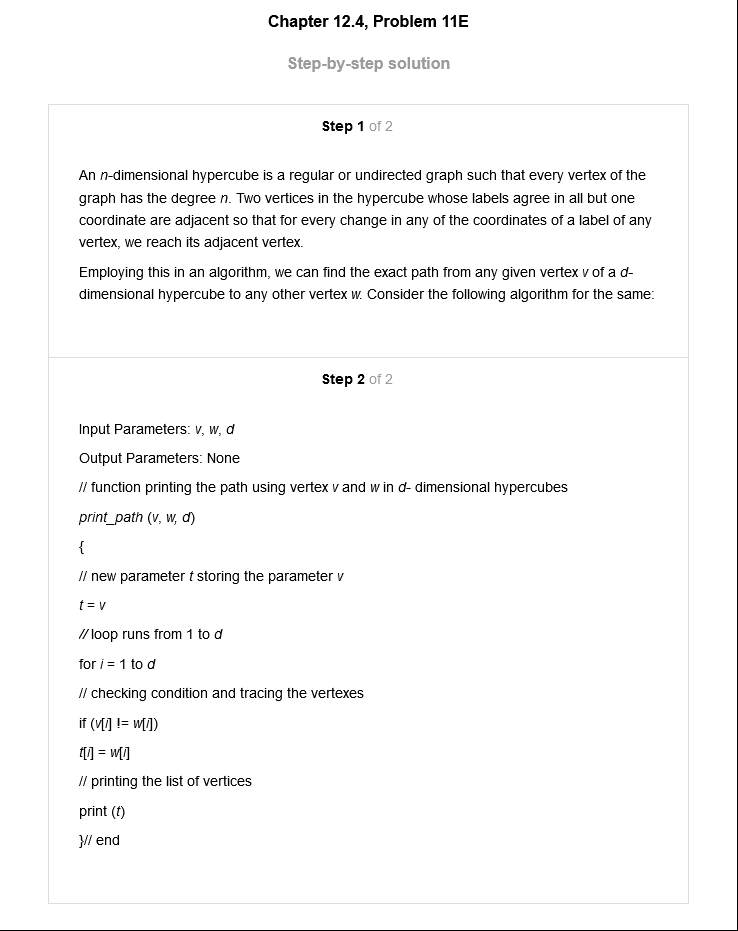 Chapter 12.4, Problem 11E
Step-by-step solution
Step 1 of 2
An n-dimensional hypercube is a regular or undirected graph such that every vertex of the
graph has the degree n. Two vertices in the hypercube whose labels agree in all but one
coordinate are adjacent so that for every change in any of the coordinates of a label of any
vertex, we reach its adjacent vertex.
Employing this in an algorithm, we can find the exact path from any given vertex v of a d-
dimensional hypercube to any other vertex w. Consider the following algorithm for the same:
Step 2 of 2
Input Parameters: v, w, d
Output Parameters: None
// function printing the path using vertex v and w in d- dimensional hypercubes
print_path (v, w, d)
{
// new parameter t storing the parameter v
t = v
// loop runs from 1 to d
for i = 1 to d
// checking condition and tracing the vertexes
if (v[i] != w[i])
t[i] = w[i]
// printing the list of vertices
print (t)
}// end